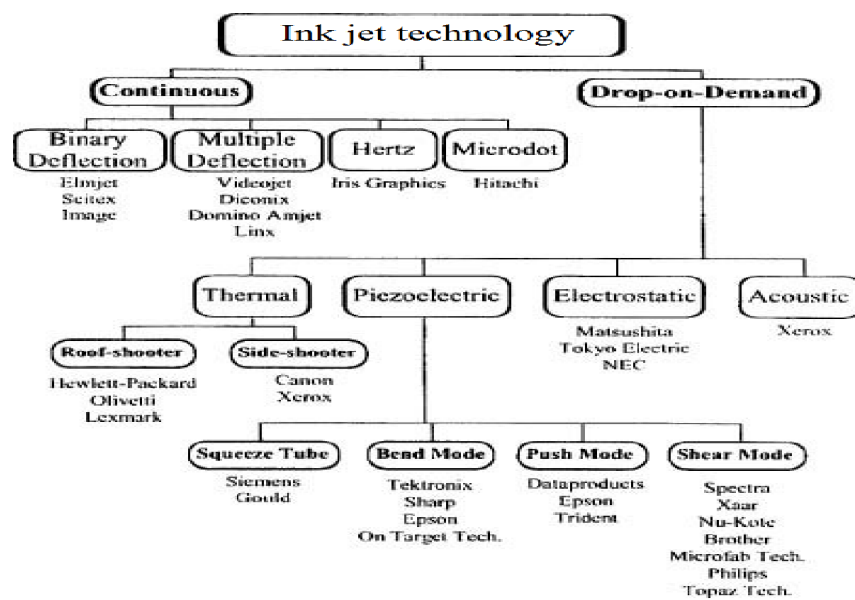 Ink jet technology
Continuous
Drop-on-Demand
Binary
Deflection
Multiple
Deflection
Hertz
Microdot
Elmjet
Scitex
Image
Videojet
Diconix
Domino Amjet
Linx
Iris Graphics
Hitachi
Thermal
Piezoelectric
Electrostatic
Acoustic
Matsushita
Tokyo Electric
NEC
Xerox
Roof-shooter
Side-shooter
Hewlett-Packard
Olivetti
Lexmark
Canon
Xerox
Squeeze Tube
Bend Mode
Push Mode
Shear Mode
Siemens
Gould
Tektronix
Sharp
Epson
On Target Tech.
Dataproducts
Epson
Trident
Spectra
Xaar
Nu-Kote
Brother
Microfab Tech.
Philips
Topaz Tech.